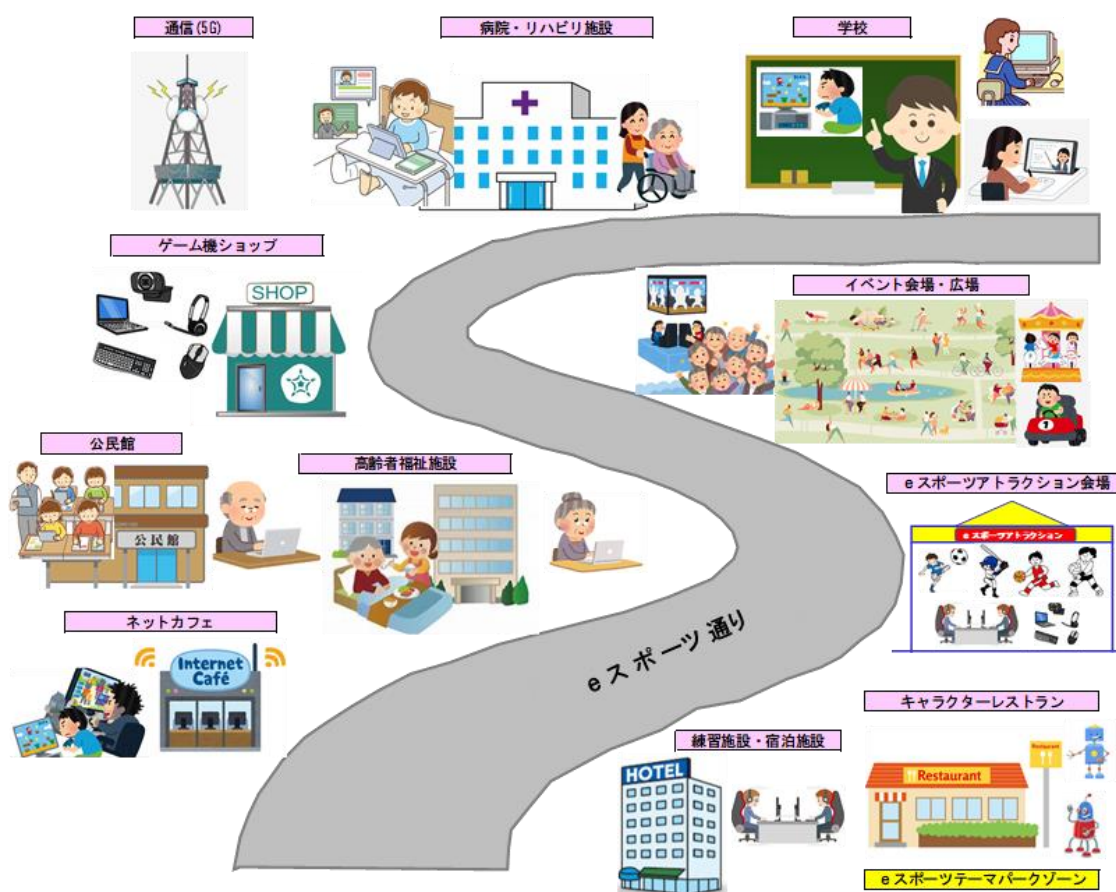 通信(5G)
病院・リハビリ施設
学校
ゲーム機ショップ
SHOP
イベント会場・広場
公民館
公民館
高齢者福祉施設
eスポーツアトラクション会場
eスポーツアトラクション
ネットカフェ
Internet
Café
eスポーツ通り
練習施設・宿泊施設
HOTEL
キャラクターレストラン
Restaurant
Restaurant
1
eスポーツテーマパークゾーン